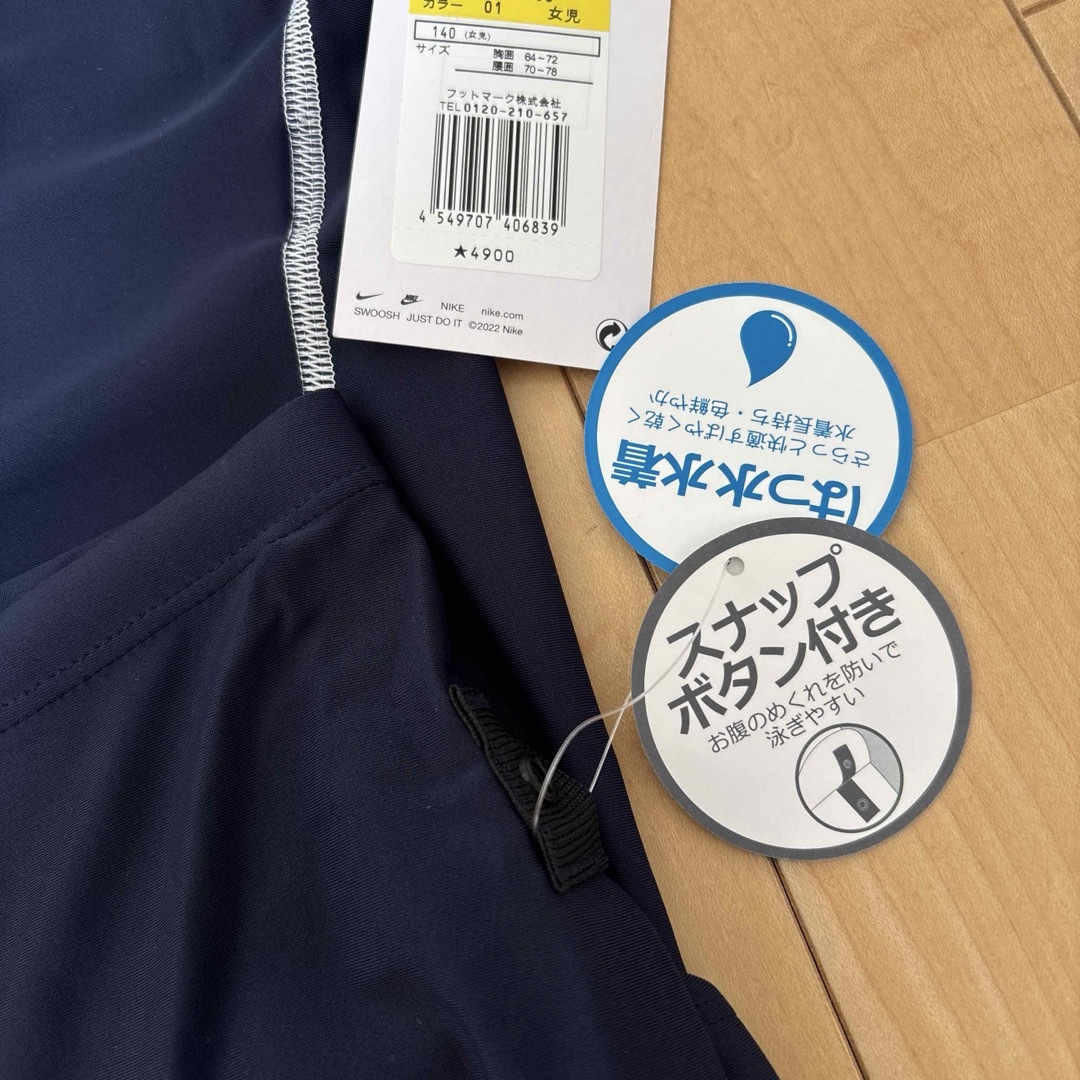 カラー 01 女児
140 (女児)
サイズ 胸囲 64~72
腰囲 70~78
フットマーク株式会社
TEL0120-210-657
4 549707 406839
★4900
NIKE nike.com
SWOOSH JUST DO IT ©2022 Nike
はっ水水着
さらっと快適すばやく乾く
水着長持ち・色鮮やか
スナップ
ボタン付き
お腹のめくれを防いで
泳ぎやすい